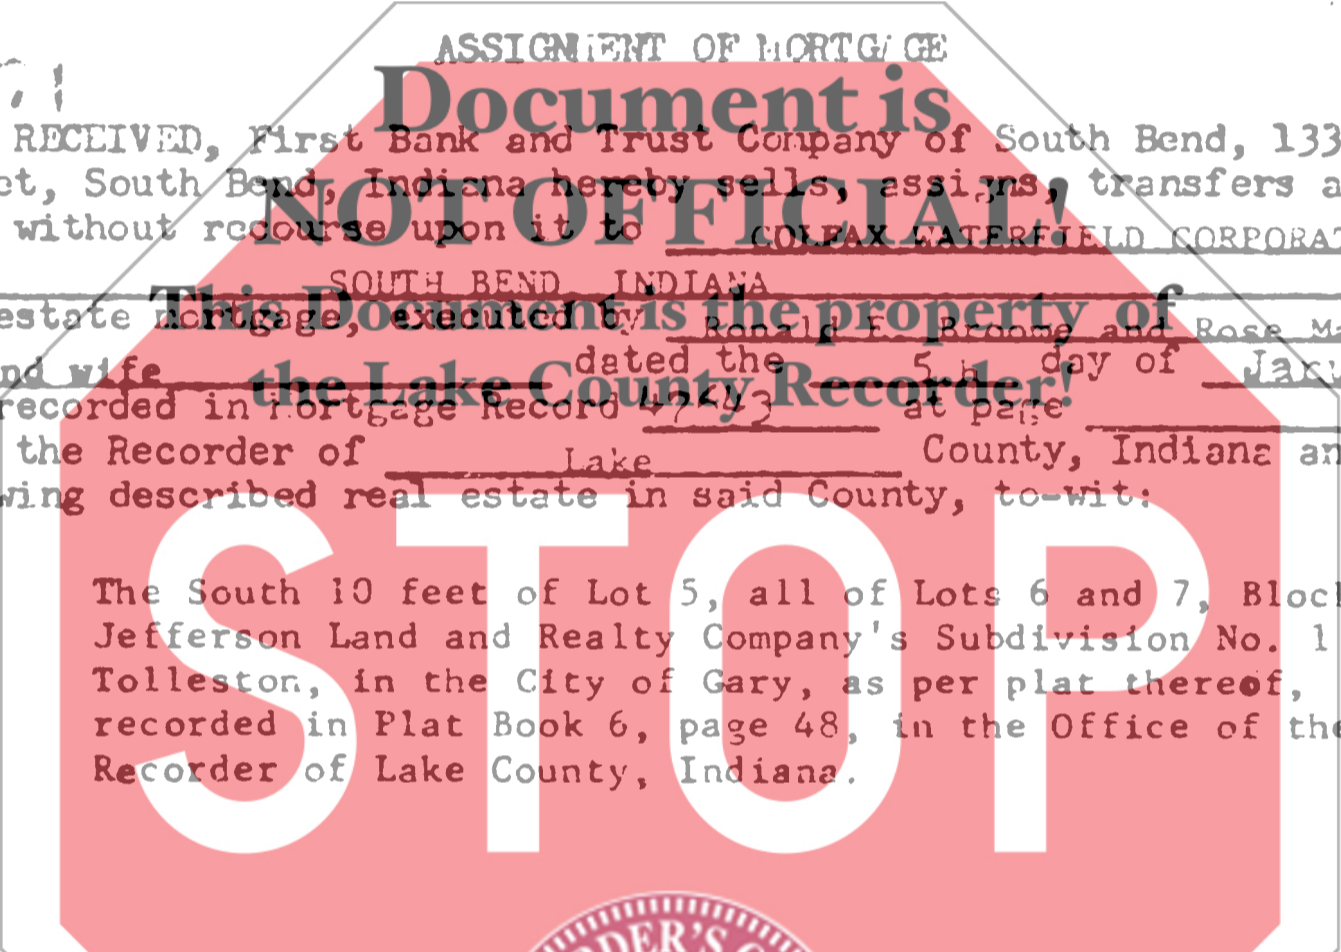 ASSIGNMENT OF MORTGAGE
Document is
RECEIVED, First Bank and Trust Company of South Bend, 133
et, South Bend, Indiana hereby sells, assigns, transfers a
NOT OFFICIAL!
without recourse upon it to COLFAX WATERFIELD CORPORAT
SOUTH BEND INDIANA
This Document is the property of
estate mortgage, executed by Ronald E. Broome and Rose Ma
nd wife dated the day of Janu
the Lake County Recorder!
recorded in Mortgage Record at page
the Recorder of Lake County, Indiana an
wing described real estate in said County, to-wit:
STOP
The South 10 feet of Lot 5, all of Lots 6 and 7, Bloc
Jefferson Land and Realty Company's Subdivision No. 1
Tolleston, in the City of Gary, as per plat thereof,
recorded in Plat Book 6, page 48, in the Office of the
Recorder of Lake County, Indiana.
DER'S